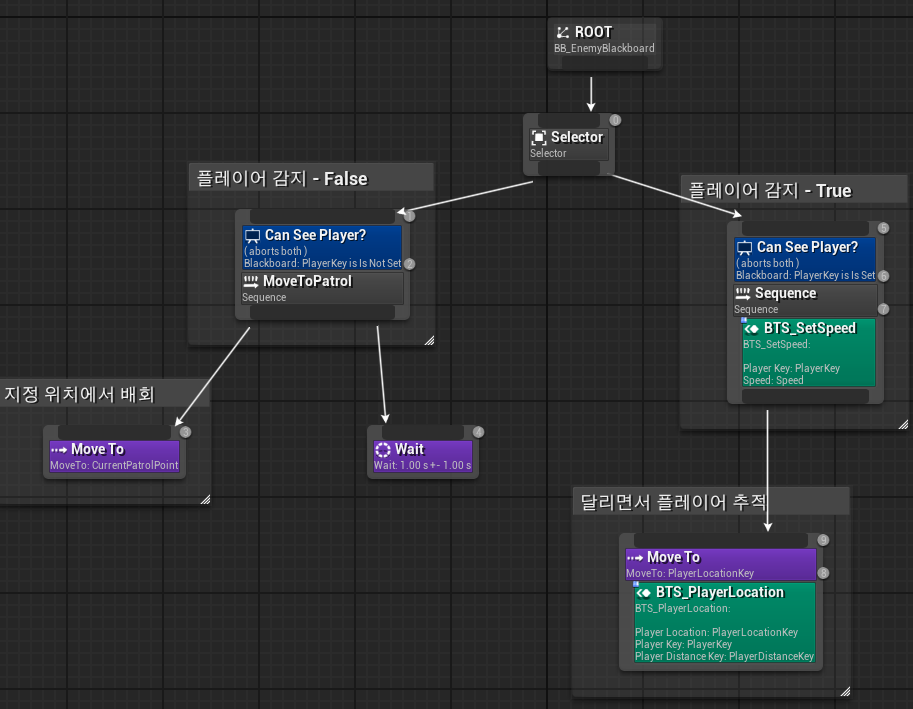 ROOT
BB_EnemyBlackboard
0
Selector
Selector
플레이어 감지 - False
1
Can See Player?
( aborts both )
Blackboard: PlayerKey is Is Not Set
2
MoveToPatrol
Sequence
플레이어 감지 - True
5
Can See Player?
( aborts both )
Blackboard: PlayerKey is Is Set
6
Sequence
Sequence
7
BTS_SetSpeed
BTS_SetSpeed:
Player Key: PlayerKey
Speed: Speed
지정 위치에서 배회
3
Move To
MoveTo: CurrentPatrolPoint
4
Wait
Wait: 1.00 s +- 1.00 s
달리면서 플레이어 추적
9
Move To
MoveTo: PlayerLocationKey
8
BTS_PlayerLocation
BTS_PlayerLocation:
Player Location: PlayerLocationKey
Player Key: PlayerKey
Player Distance Key: PlayerDistanceKey